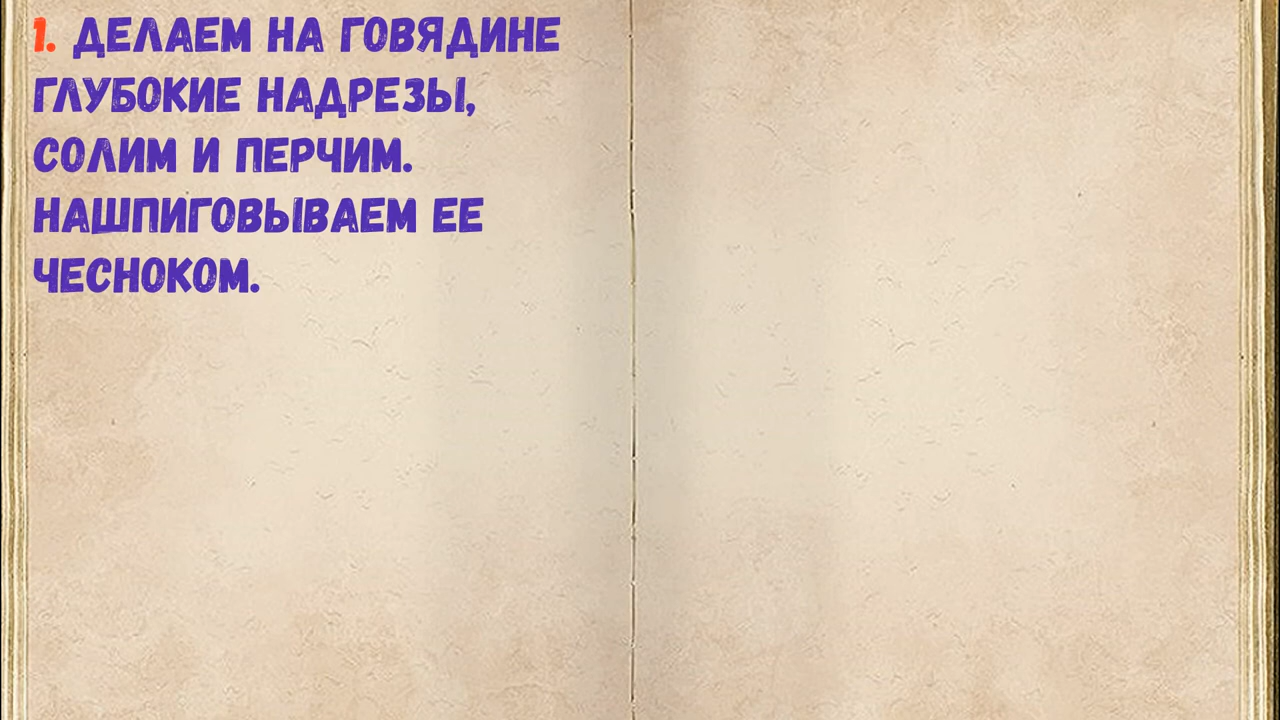 1. ДЕЛАЕМ НА ГОВЯДИНЕ
ГЛУБОКИЕ НАДРЕЗЫ,
СОЛИМ И ПЕРЧИМ.
НАШПИГОВЫВАЕМ ЕЕ
ЧЕСНОКОМ.